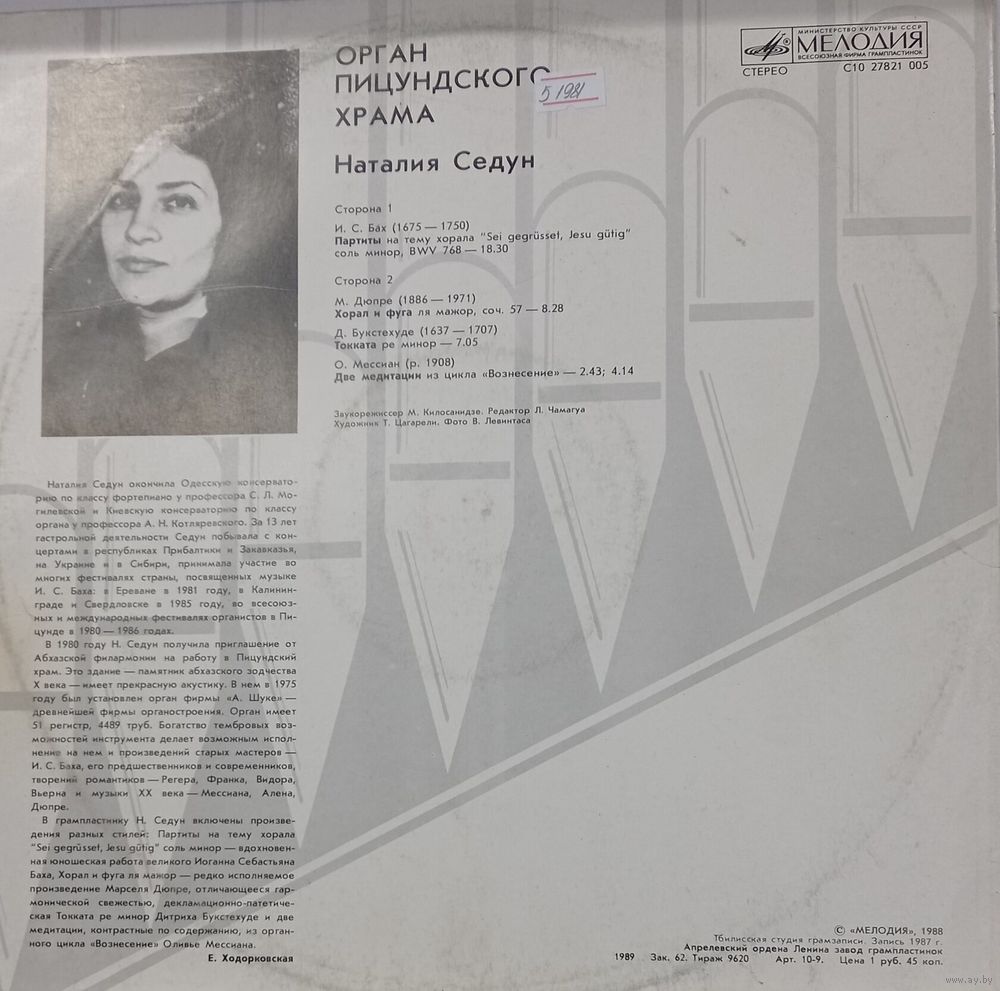 ОРГАН
ПИЦУНДСКОГО
ХРАМА
5 1981
Наталия Седун
МИНИСТЕРСТВО КУЛЬТУРЫ СССР
МЕЛОДИЯ
ВСЕСОЮЗНАЯ ФИРМА ГРАМПЛАСТИНОК
СТЕРЕО С10 27821 005
Сторона 1
И. С. Бах (1675 — 1750)
Партиты на тему хорала "Sei gegrüsset, Jesu gütig"
соль минор, BWV 768 — 18.30
Сторона 2
М. Дюпре (1886 — 1971)
Хорал и фуга ля мажор, соч. 57 — 8.28
Д. Букстехуде (1637 — 1707)
Токката ре минор — 7.05
О. Мессиан (р. 1908)
Две медитации из цикла «Вознесение» — 2.43; 4.14
Звукорежиссер М. Килосанидзе. Редактор Л. Чамагуа
Художник Т. Цагарели. Фото В. Левинтаса
Наталия Седун окончила Одесскую консервато-
рию по классу фортепиано у профессора С. Л. Мо-
гилевской и Киевскую консерваторию по классу
органа у профессора А. Н. Котляревского. За 13 лет
гастрольной деятельности Седун побывала с кон-
цертами в республиках Прибалтики и Закавказья,
на Украине и в Сибири, принимала участие во
многих фестивалях страны, посвященных музыке
И. С. Баха: в Ереване в 1981 году, в Калинин-
граде и Свердловске в 1985 году, во всесоюз-
ных и международных фестивалях органистов в Пи-
цунде в 1980 — 1986 годах.
В 1980 году Н. Седун получила приглашение от
Абхазской филармонии на работу в Пицундский
храм. Это здание — памятник абхазского зодчества
X века — имеет прекрасную акустику. В нем в 1975
году был установлен орган фирмы «А. Шуке» —
древнейшей фирмы органостроения. Орган имеет
51 регистр, 4489 труб. Богатство тембровых воз-
можностей инструмента делает возможным испол-
нение на нем и произведений старых мастеров —
И. С. Баха, его предшественников и современников,
творений романтиков — Регера, Франка, Видора,
Вьерна и музыки XX века — Мессиана, Алена,
Дюпре.
В грампластинку Н. Седун включены произве-
дения разных стилей: Партиты на тему хорала
"Sei gegrüsset, Jesu gütig" соль минор — вдохновен-
ная юношеская работа великого Иоганна Себастьяна
Баха, Хорал и фуга ля мажор — редко исполняемое
произведение Марселя Дюпре, отличающееся гар-
монической свежестью, декламационно-патетиче-
ская Токката ре минор Дитриха Букстехуде и две
медитации, контрастные по содержанию, из орган-
ного цикла «Вознесение» Оливье Мессиана.
Е. Ходорковская
© «МЕЛОДИЯ», 1988
Тбилисская студия грамзаписи. Запись 1987 г.
Апрелевский ордена Ленина завод грампластинок
1989 Зак. 62. Тираж 9620 Арт. 10-9. Цена 1 руб. 45 коп.
www.ay.by